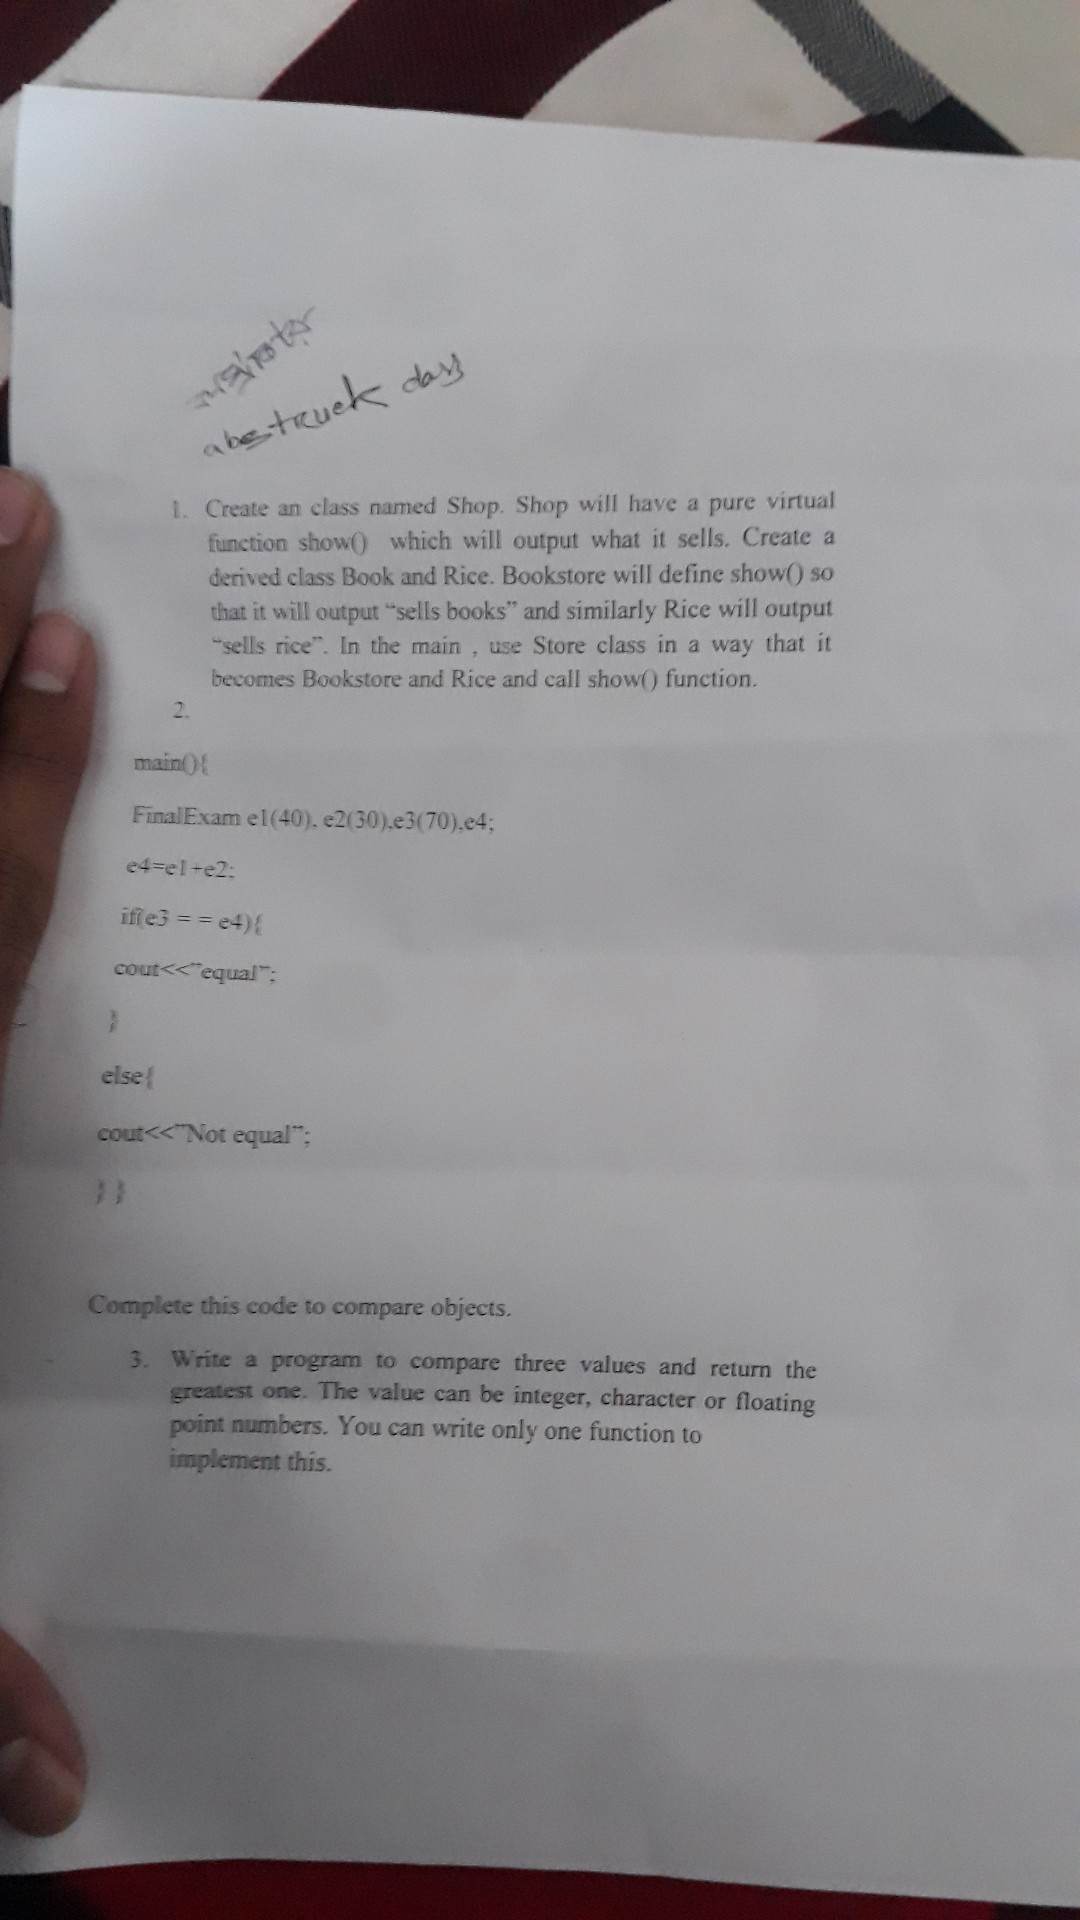 abstruck class
1. Create an class named Shop. Shop will have a pure virtual
function show() which will output what it sells. Create a
derived class Book and Rice. Bookstore will define show() so
that it will output “sells books” and similarly Rice will output
“sells rice”. In the main , use Store class in a way that it
becomes Bookstore and Rice and call show() function.
2.
main(){
FinalExam e1(40), e2(30),e3(70),e4;
e4=e1+e2;
if(e3 = = e4){
cout<<”equal”;
}
else{
cout<<”Not equal”;
} }
Complete this code to compare objects.
3. Write a program to compare three values and return the
greatest one. The value can be integer, character or floating
point numbers. You can write only one function to
implement this.